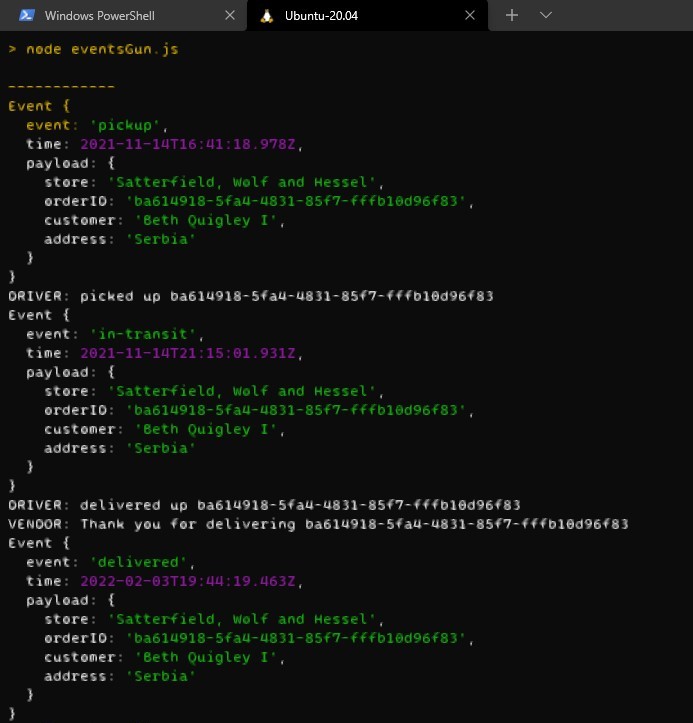 Windows PowerShell
Ubuntu-20.04
> node eventsGun.js
------------
Event {
  event: 'pickup',
  time: 2021-11-14T16:41:18.978Z,
  payload: {
    store: 'Satterfield, Wolf and Hessel',
    orderID: 'ba614918-5fa4-4831-85f7-fffb10d96f83',
    customer: 'Beth Quigley I',
    address: 'Serbia'
  }
}
DRIVER: picked up ba614918-5fa4-4831-85f7-fffb10d96f83
Event {
  event: 'in-transit',
  time: 2021-11-14T21:15:01.931Z,
  payload: {
    store: 'Satterfield, Wolf and Hessel',
    orderID: 'ba614918-5fa4-4831-85f7-fffb10d96f83',
    customer: 'Beth Quigley I',
    address: 'Serbia'
  }
}
DRIVER: delivered up ba614918-5fa4-4831-85f7-fffb10d96f83
VENDOR: Thank you for delivering ba614918-5fa4-4831-85f7-fffb10d96f83
Event {
  event: 'delivered',
  time: 2022-02-03T19:44:19.463Z,
  payload: {
    store: 'Satterfield, Wolf and Hessel',
    orderID: 'ba614918-5fa4-4831-85f7-fffb10d96f83',
    customer: 'Beth Quigley I',
    address: 'Serbia'
  }
}